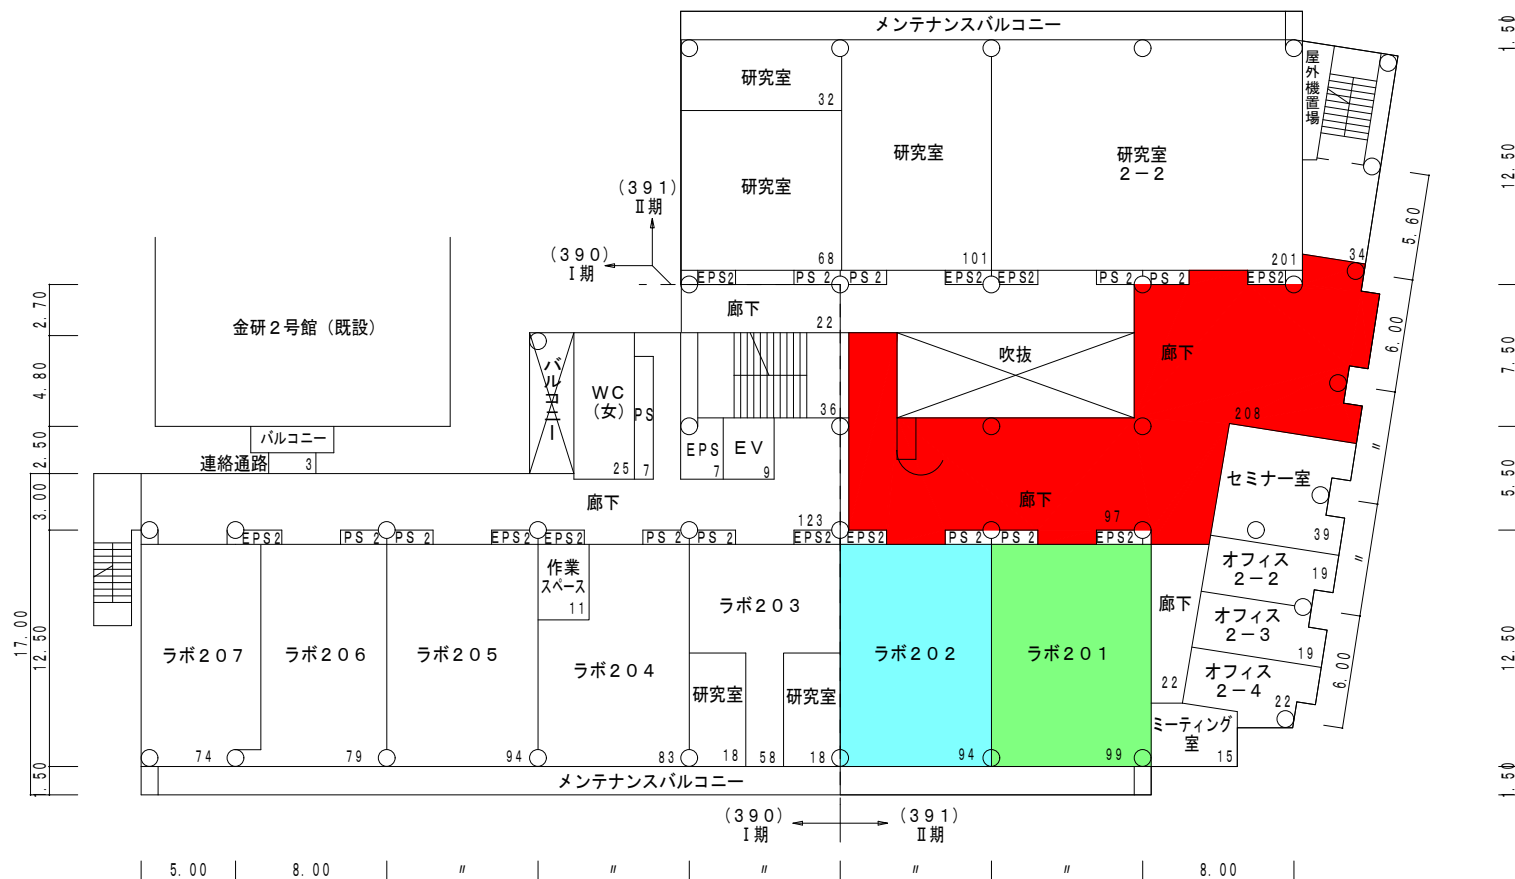 メンテナンスバルコニー
1.50
研究室
32
屋外機置場
研究室
研究室
２－２
12.50
研究室
(３９１)
Ⅱ期
5.60
(３９０)
Ⅰ期
68
101
201
34
EPS2
PS 2
PS 2
EPS2
EPS2
PS 2
PS 2
EPS2
2.70
廊下
22
金研２号館（既設）
吹抜
廊下
6.00
7.50
バルコニー
ＷＣ
(女)
PS
4.80
36
208
バルコニー
EPS
ＥＶ
連絡通路
3
25
7
7
9
2.50
〃
セミナー室
3.00
廊下
廊下
5.50
123
97
EPS2
PS 2
PS 2
EPS2
EPS2
PS 2
PS 2
EPS2
EPS2
PS 2
PS 2
EPS2
39
作業
スペース
11
オフィス
２－２
19
〃
ラボ２０３
廊下
オフィス
２－３
19
17.00
12.50
ラボ２０７
ラボ２０６
ラボ２０５
ラボ２０４
ラボ２０２
ラボ２０１
12.50
オフィス
２－４
22
6.00
研究室
研究室
22
ミーティング
室
15
74
79
94
83
18
58
18
94
99
1.50
メンテナンスバルコニー
1.50
(３９０)
Ⅰ期
(３９１)
Ⅱ期
5.00
8.00
〃
〃
〃
〃
〃
8.00